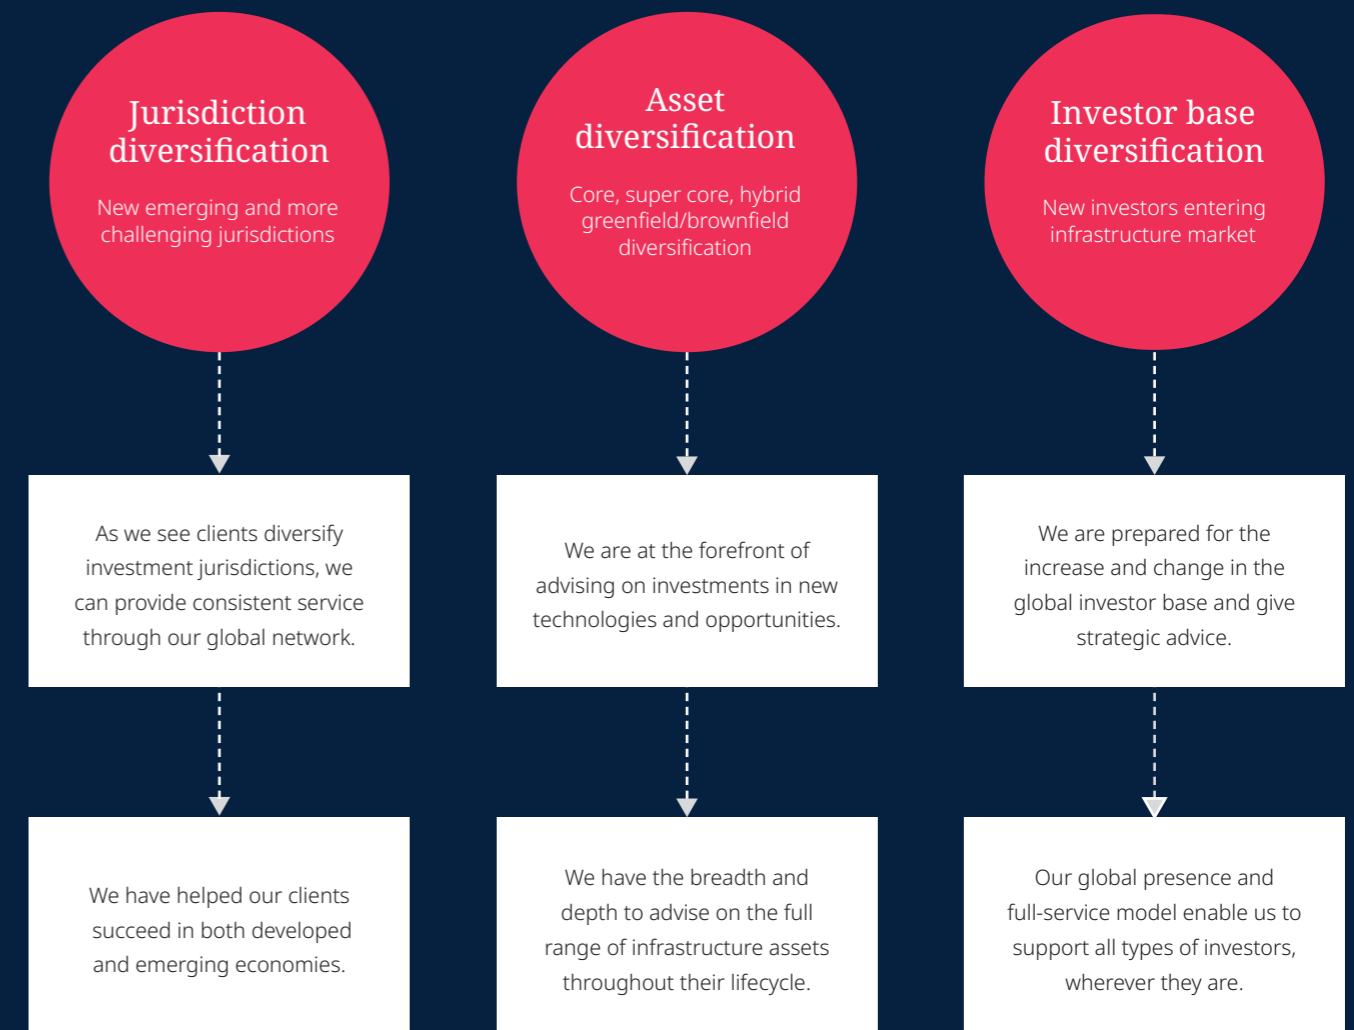 Jurisdiction
diversification
New emerging and more
challenging jurisdictions
As we see clients diversify
investment jurisdictions, we
can provide consistent service
through our global network.
We have helped our clients
succeed in both developed
and emerging economies.
Asset
diversification
Core, super core, hybrid
greenfield/brownfield
diversification
We are at the forefront of
advising on investments in new
technologies and opportunities.
We have the breadth and
depth to advise on the full
range of infrastructure assets
throughout their lifecycle.
Investor base
diversification
New investors entering
infrastructure market
We are prepared for the
increase and change in the
global investor base and give
strategic advice.
Our global presence and
full-service model enable us to
support all types of investors,
wherever they are.